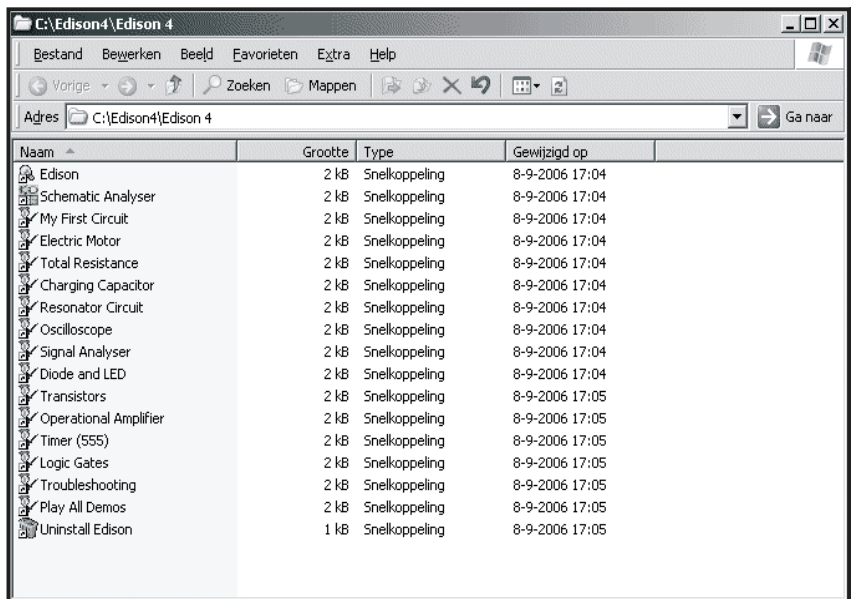 C:\Edison4\Edison 4
Bestand Bewerken Beeld Favorieten Extra Help
Vorige Zoeken Mappen
Adres C:\Edison4\Edison 4 Ga naar
Naam Grootte Type Gewijzigd op
Edison 2 kB Snelkoppeling 8-9-2006 17:04
Schematic Analyser 2 kB Snelkoppeling 8-9-2006 17:04
My First Circuit 2 kB Snelkoppeling 8-9-2006 17:04
Electric Motor 2 kB Snelkoppeling 8-9-2006 17:04
Total Resistance 2 kB Snelkoppeling 8-9-2006 17:04
Charging Capacitor 2 kB Snelkoppeling 8-9-2006 17:04
Resonator Circuit 2 kB Snelkoppeling 8-9-2006 17:04
Oscilloscope 2 kB Snelkoppeling 8-9-2006 17:04
Signal Analyser 2 kB Snelkoppeling 8-9-2006 17:04
Diode and LED 2 kB Snelkoppeling 8-9-2006 17:04
Transistors 2 kB Snelkoppeling 8-9-2006 17:05
Operational Amplifier 2 kB Snelkoppeling 8-9-2006 17:05
Timer (555) 2 kB Snelkoppeling 8-9-2006 17:05
Logic Gates 2 kB Snelkoppeling 8-9-2006 17:05
Troubleshooting 2 kB Snelkoppeling 8-9-2006 17:05
Play All Demos 2 kB Snelkoppeling 8-9-2006 17:05
Uninstall Edison 1 kB Snelkoppeling 8-9-2006 17:05